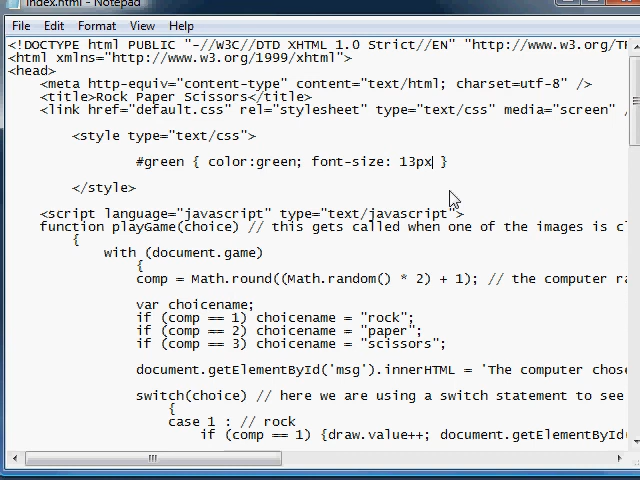 index.html - Notepad
File Edit Format View Help
<!DOCTYPE html PUBLIC "-//W3C//DTD XHTML 1.0 Strict//EN" "http://www.w3.org/TR
<html xmlns="http://www.w3.org/1999/xhtml">
<head>
<meta http-equiv="content-type" content="text/html; charset=utf-8" />
<title>Rock Paper Scissors</title>
<link href="default.css" rel="stylesheet" type="text/css" media="screen" /
<style type="text/css">
#green { color:green; font-size: 13px }
</style>
<script language="javascript" type="text/javascript">
function playGame(choice) // this gets called when one of the images is cl
{
with (document.game)
{
comp = Math.round((Math.random() * 2) + 1); // the computer ra
var choicename;
if (comp == 1) choicename = "rock";
if (comp == 2) choicename = "paper";
if (comp == 3) choicename = "scissors";
document.getElementById('msg').innerHTML = 'The computer chose
switch(choice) // here we are using a switch statement to see
{
case 1 : // rock
if (comp == 1) {draw.value++; document.getElementById(